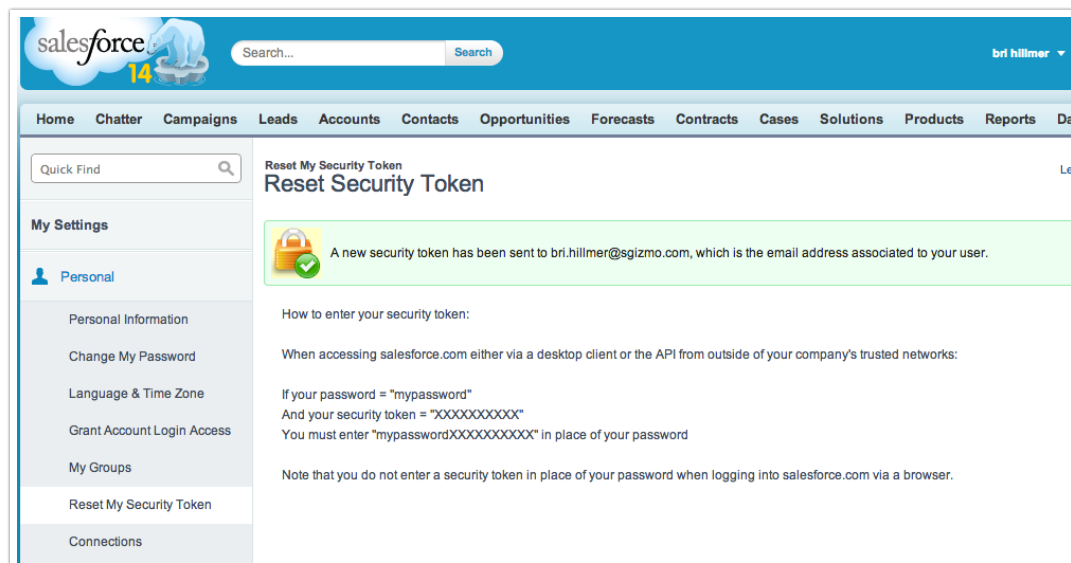 salesforce
14
Search...
Search
bri hillmer
Home Chatter Campaigns Leads Accounts Contacts Opportunities Forecasts Contracts Cases Solutions Products Reports Da
Quick Find
My Settings
Personal
Personal Information
Change My Password
Language & Time Zone
Grant Account Login Access
My Groups
Reset My Security Token
Connections
Reset My Security Token
Reset Security Token
Le
A new security token has been sent to bri.hillmer@sgizmo.com, which is the email address associated to your user.
How to enter your security token:
When accessing salesforce.com either via a desktop client or the API from outside of your company's trusted networks:
If your password = "mypassword"
And your security token = "XXXXXXXXXX"
You must enter "mypasswordXXXXXXXXXX" in place of your password
Note that you do not enter a security token in place of your password when logging into salesforce.com via a browser.